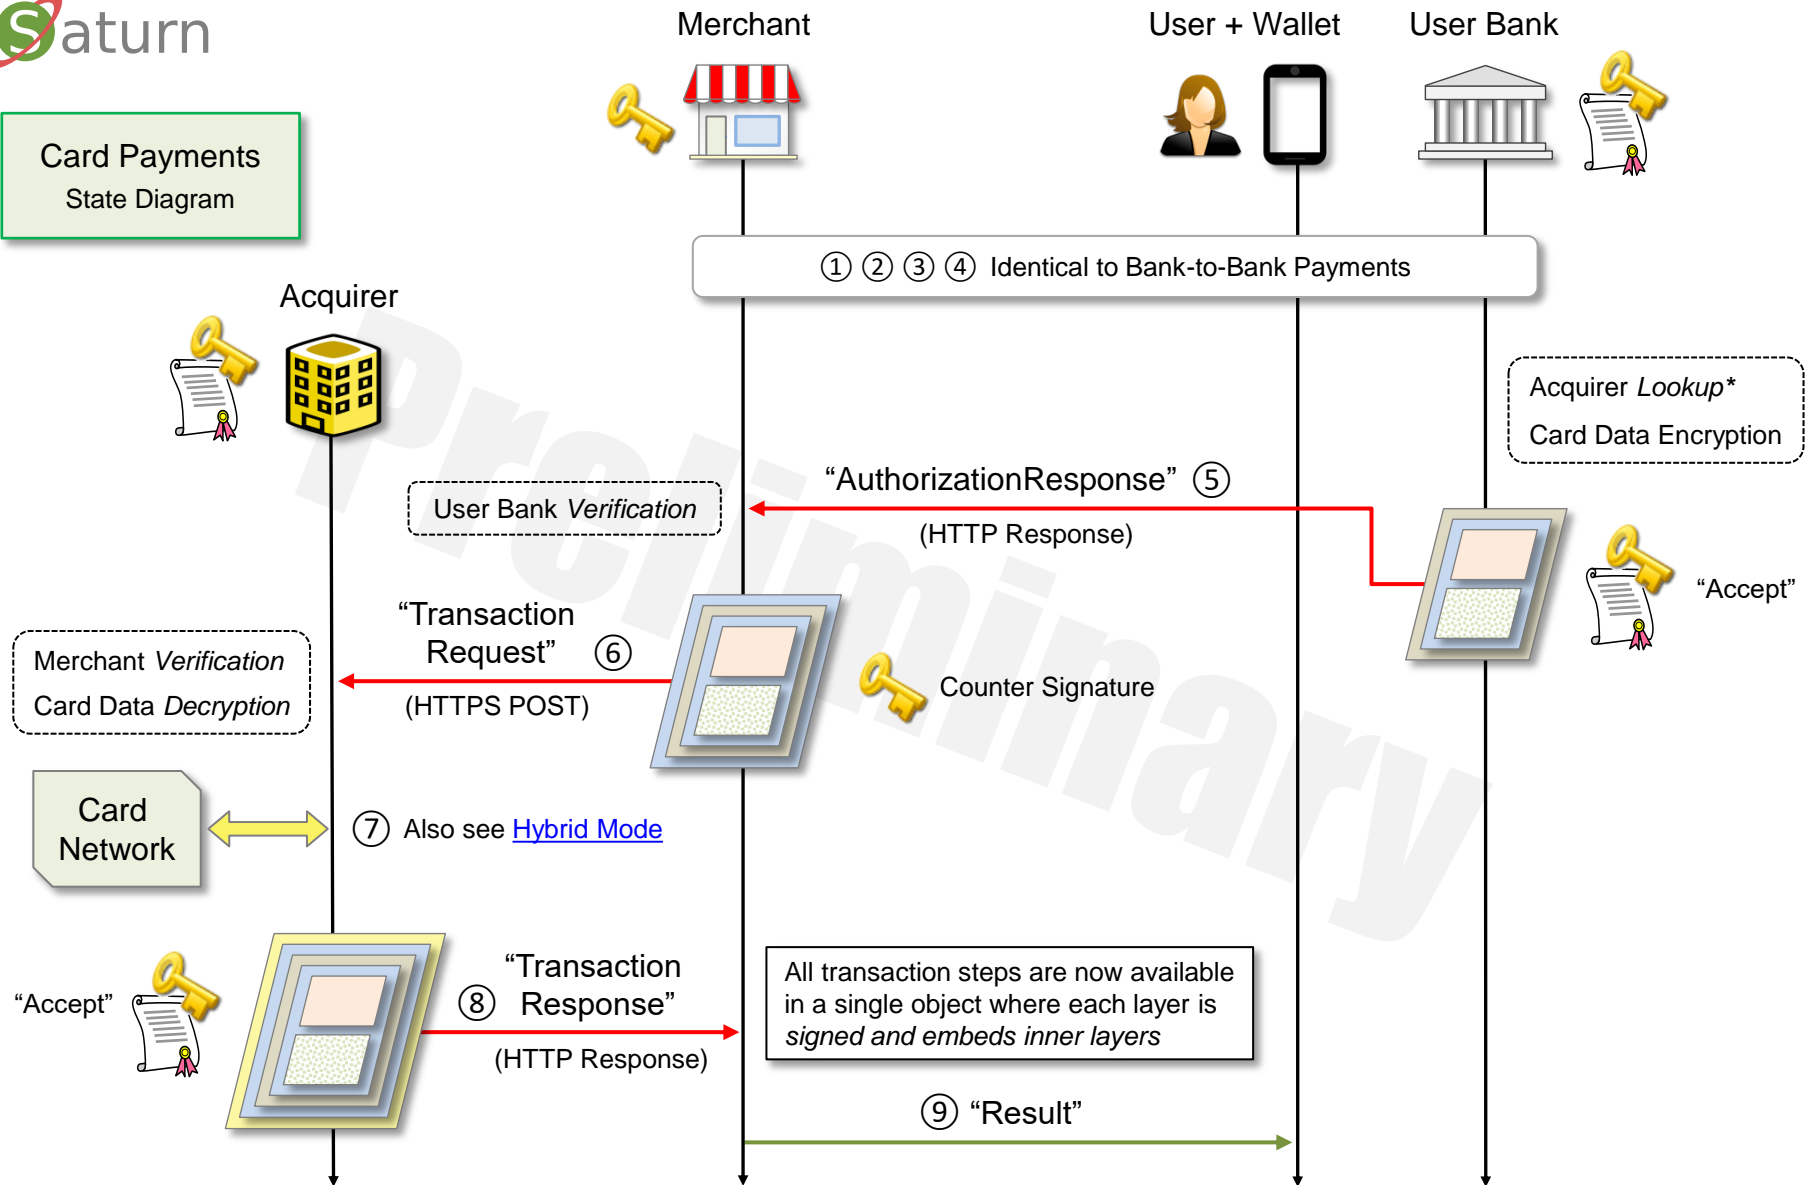 Saturn
Merchant
User + Wallet
User Bank
Card Payments
State Diagram
① ② ③ ④ Identical to Bank-to-Bank Payments
Acquirer
Acquirer Lookup*
Card Data Encryption
“AuthorizationResponse” ⑤
(HTTP Response)
User Bank Verification
“Accept”
“Transaction
Request” ⑥
(HTTPS POST)
Merchant Verification
Card Data Decryption
Counter Signature
Card
Network
⑦ Also see Hybrid Mode
“Accept”
“Transaction
⑧ Response”
(HTTP Response)
All transaction steps are now available
in a single object where each layer is
signed and embeds inner layers
⑨ “Result”
Preliminary